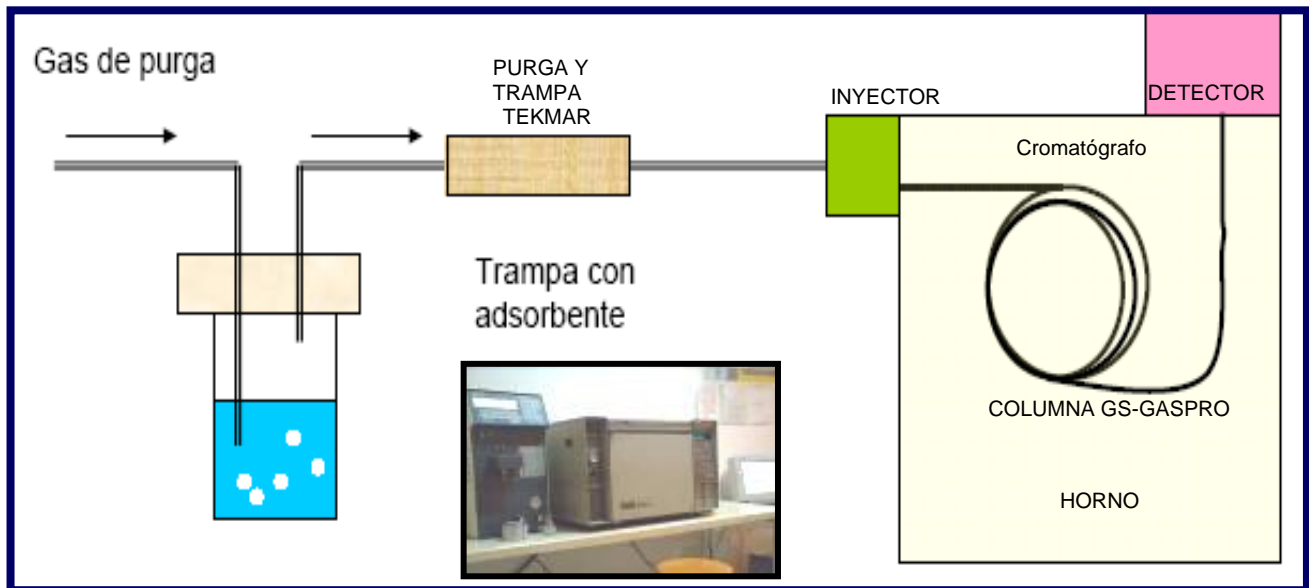 Gas de purga
PURGA Y
TRAMPA
TEKMAR
INYECTOR
DETECTOR
Cromatógrafo
Trampa con
adsorbente
COLUMNA GS-GASPRO
HORNO